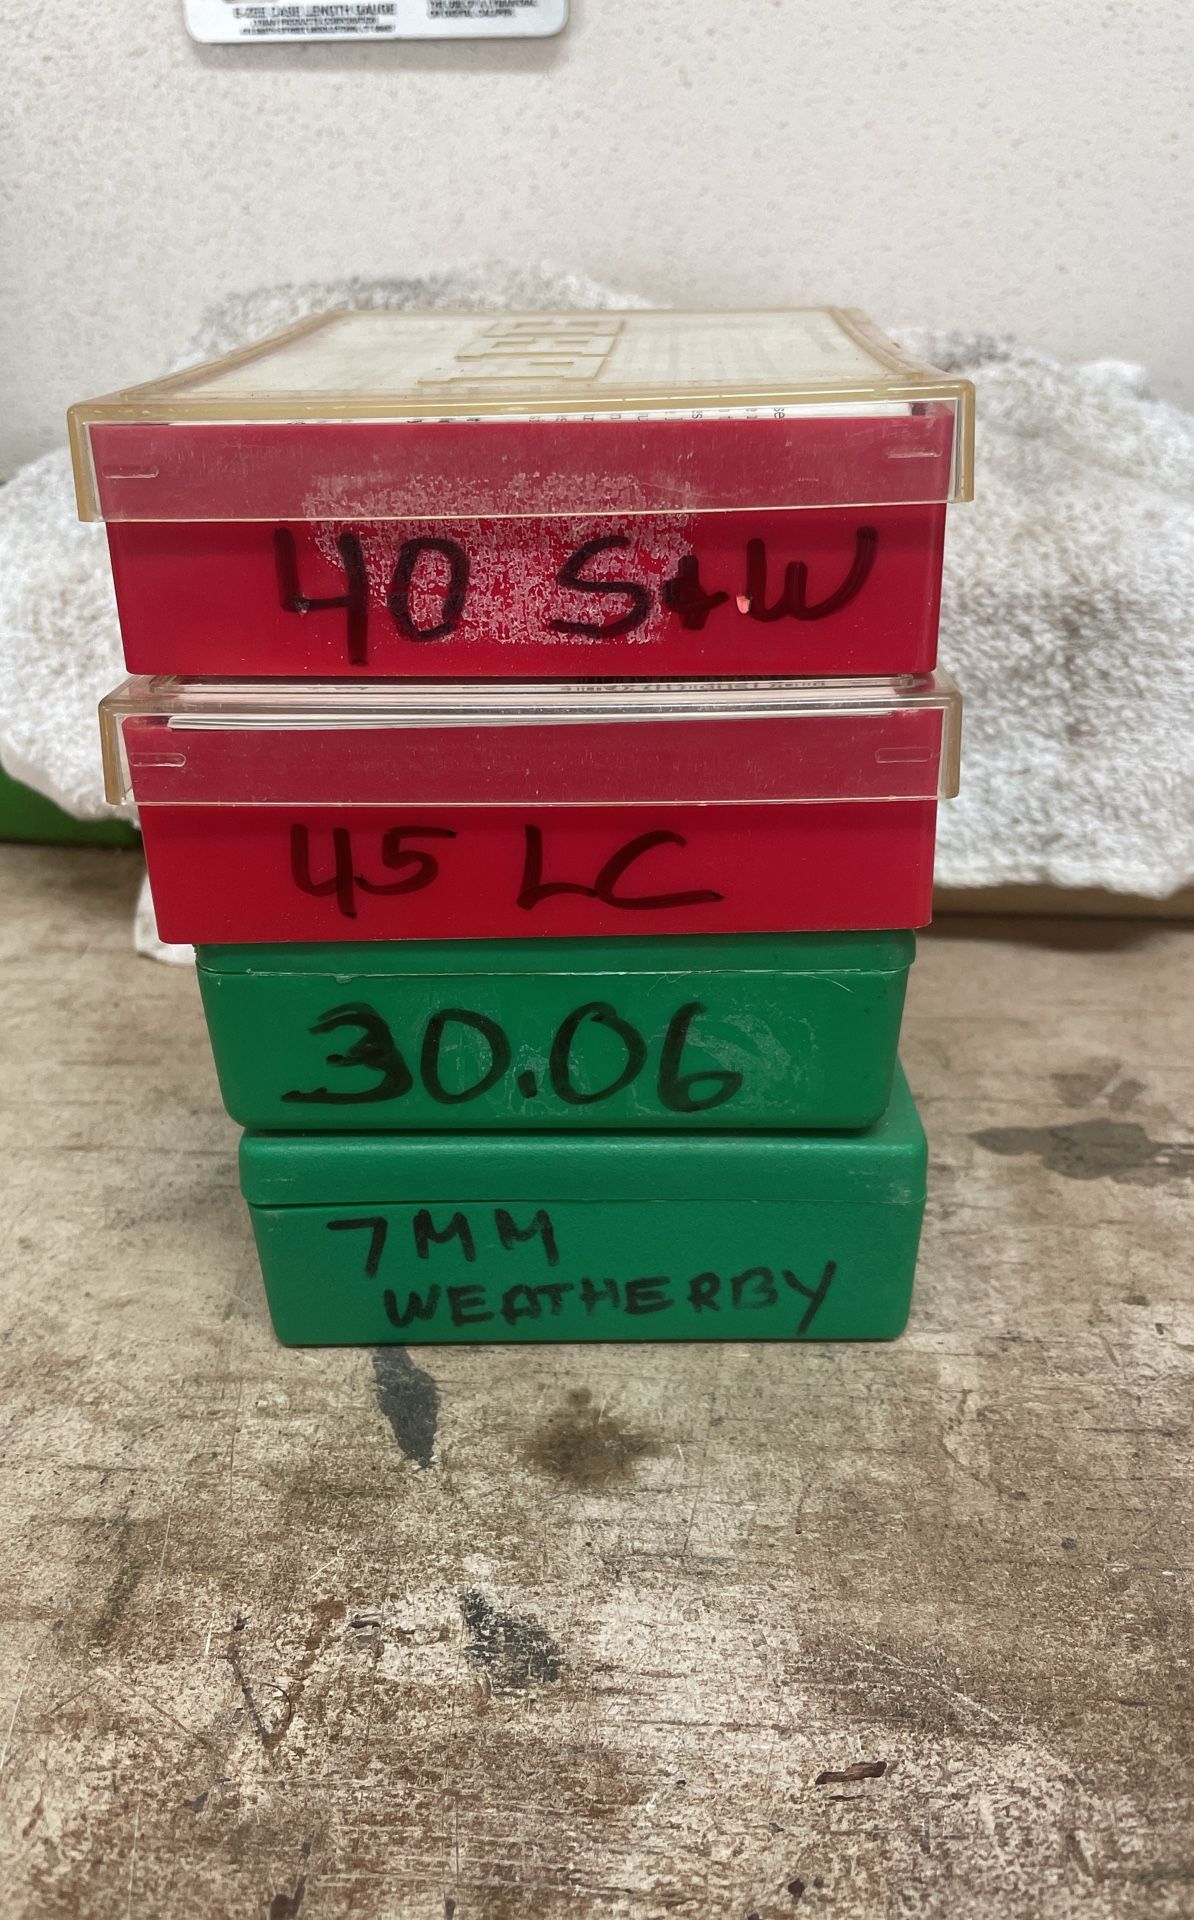 E-ZEE CASE LENGTH GAUGE
40 S&W
45 LC
30.06
7MM
WEATHERBY